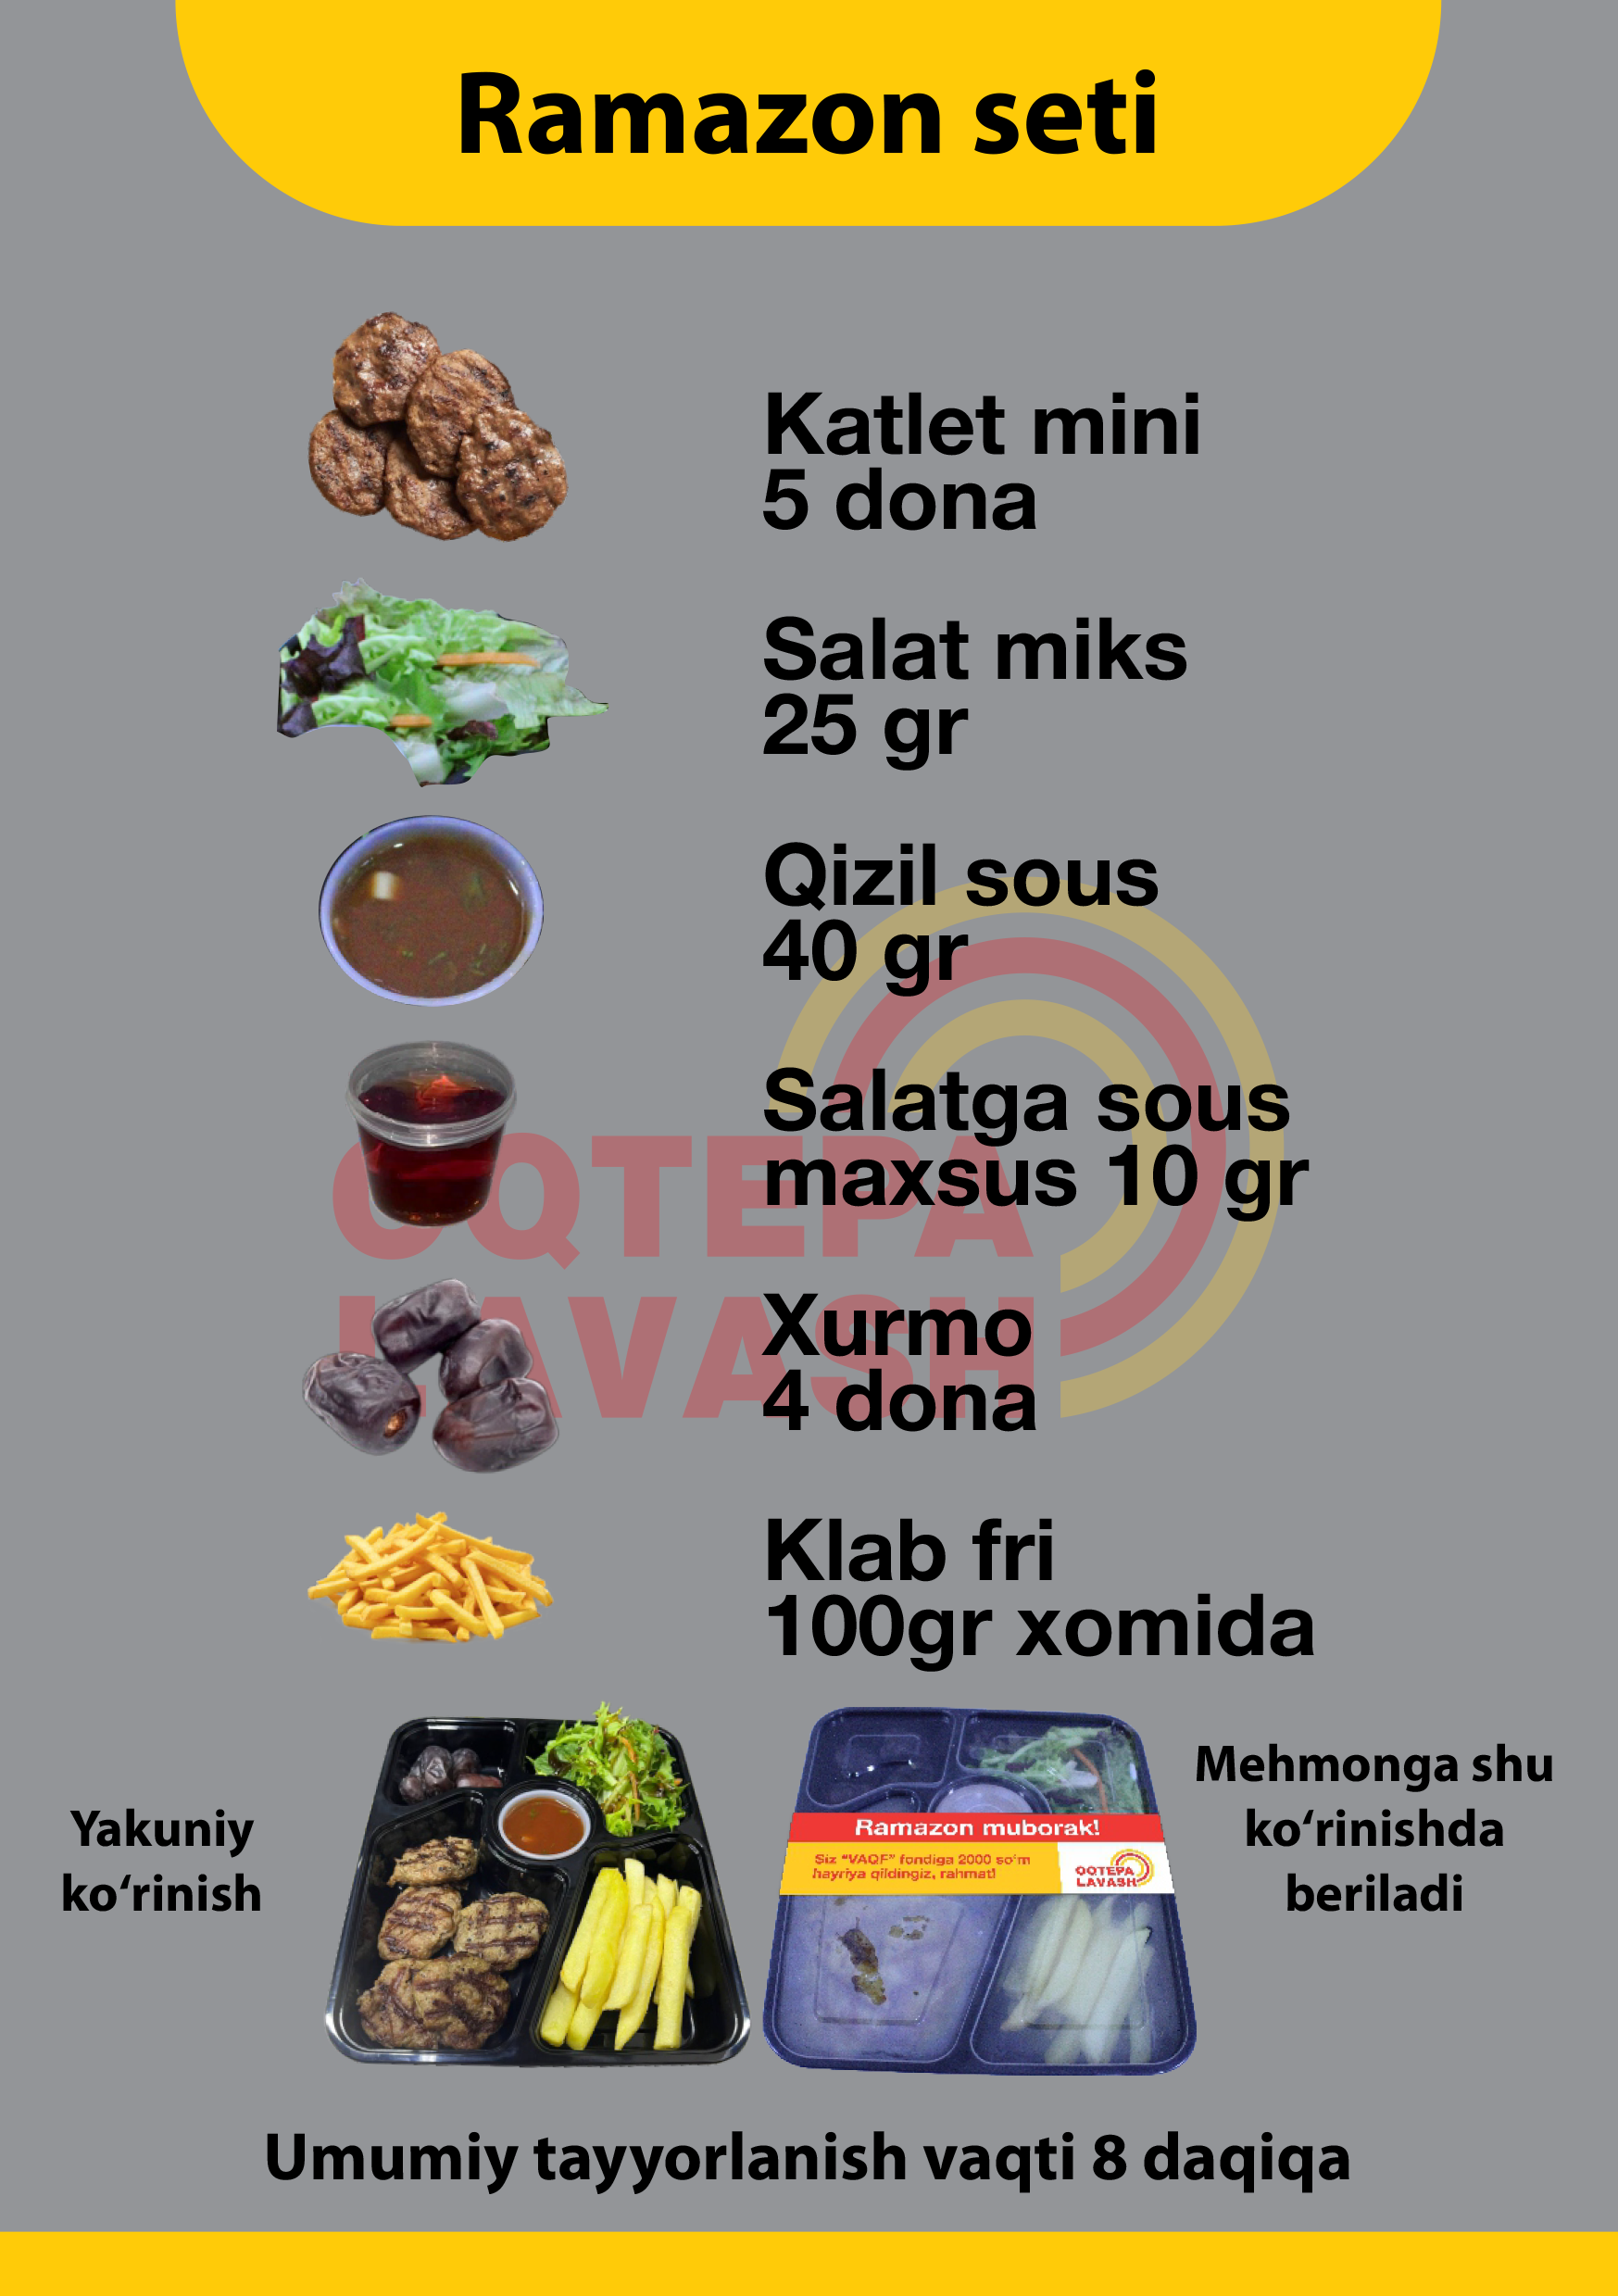 Ramazon seti
Katlet mini
5 dona
Salat miks
25 gr
Qizil sous
40 gr
Salatga sous
maxsus 10 gr
OQTEPA
LAVASH
Xurmo
4 dona
Klab fri
100gr xomida
Yakuniy
ko‘rinish
Ramazon muborak!
Siz “VAQF” fondiga 2000 so‘m
hayriya qildingiz, rahmat!
OQTEPA
LAVASH
Mehmonga shu
ko‘rinishda
beriladi
Umumiy tayyorlanish vaqti 8 daqiqa